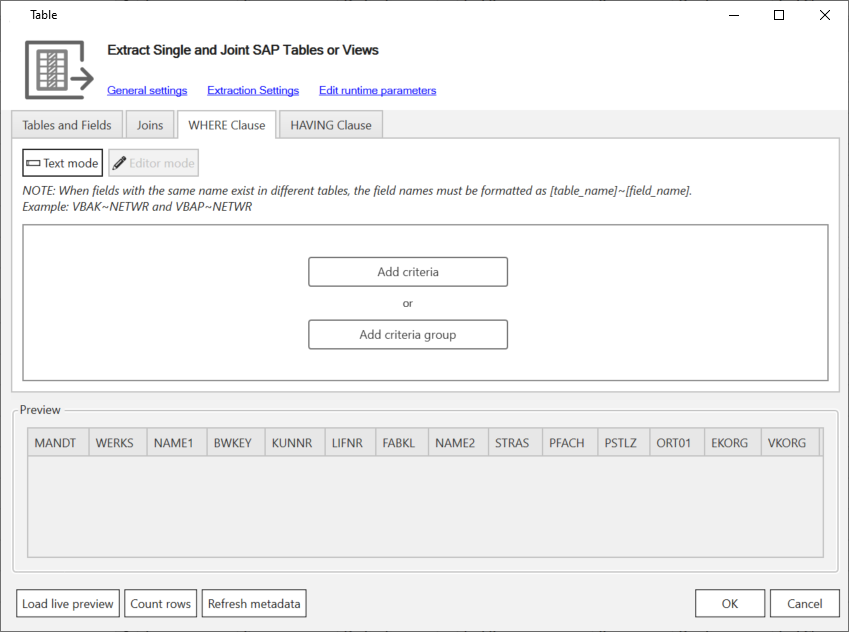 Table
Extract Single and Joint SAP Tables or Views
General settings Extraction Settings Edit runtime parameters
Tables and Fields Joins WHERE Clause HAVING Clause
Text mode Editor mode
NOTE: When fields with the same name exist in different tables, the field names must be formatted as [table_name]~[field_name].
Example: VBAK~NETWR and VBAP~NETWR
Add criteria
or
Add criteria group
Preview
MANDT WERKS NAME1 BWKEY KUNNR LIFNR FABKL NAME2 STRAS PFACH PSTLZ ORT01 EKORG VKORG
Load live preview Count rows Refresh metadata OK Cancel